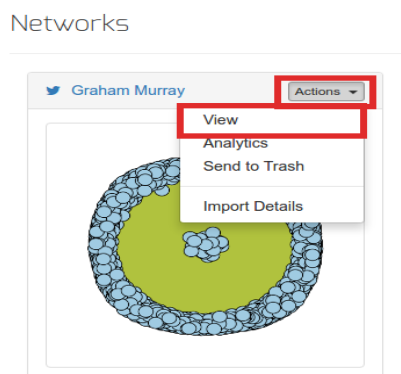 Networks
Graham Murray
Actions
View
Analytics
Send to Trash
Import Details